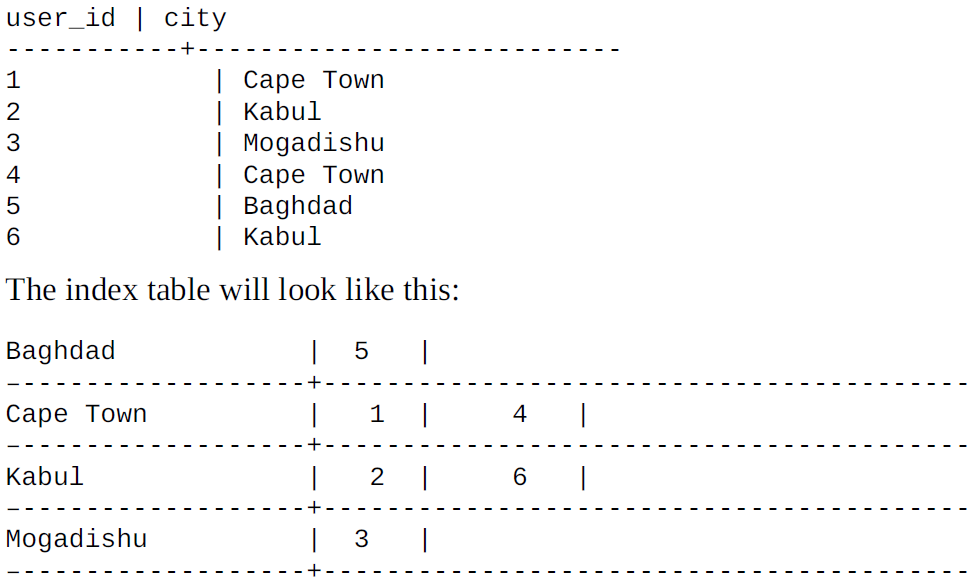 user_id | city
-----------+---------------------------
1 | Cape Town
2 | Kabul
3 | Mogadishu
4 | Cape Town
5 | Baghdad
6 | Kabul
The index table will look like this:
Baghdad | 5 |
–------------------+-----------------------------------------
Cape Town | 1 | 4 |
–------------------+-----------------------------------------
Kabul | 2 | 6 |
–------------------+-----------------------------------------
Mogadishu | 3 |
–------------------+-----------------------------------------